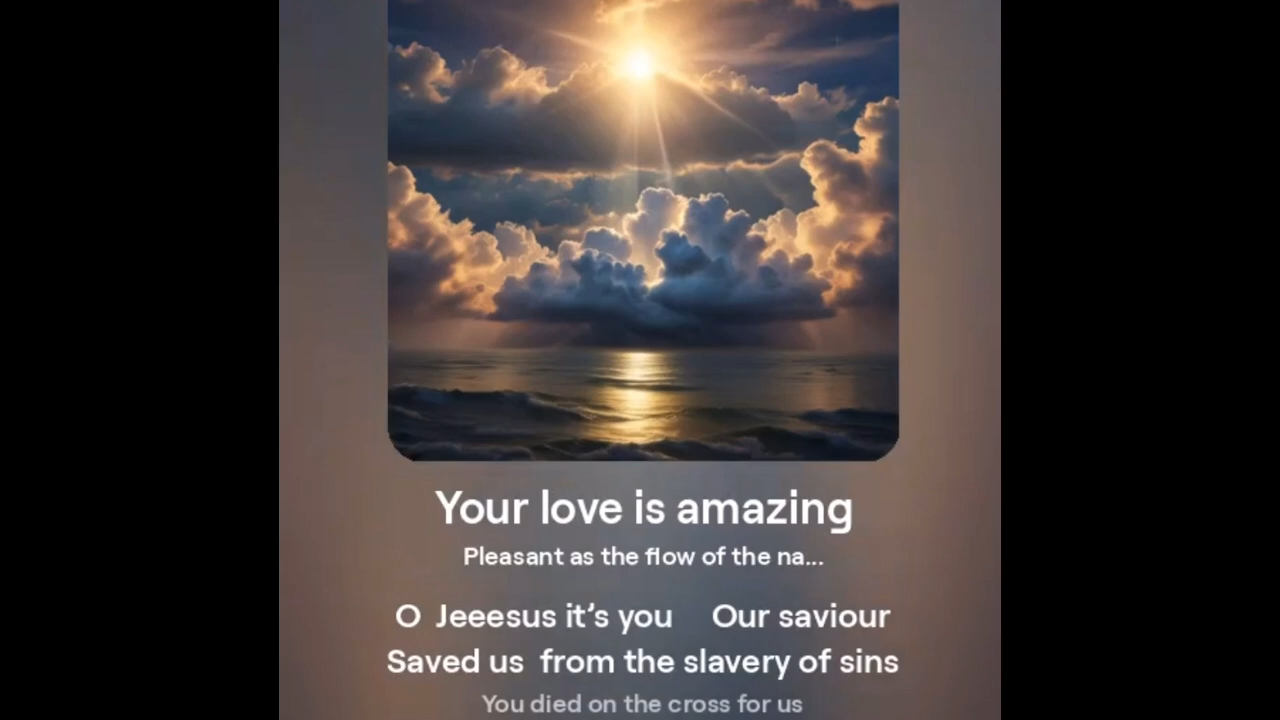 Your love is amazing
Pleasant as the flow of the na...
O Jeeesus it’s you Our saviour
Saved us from the slavery of sins
You died on the cross for us